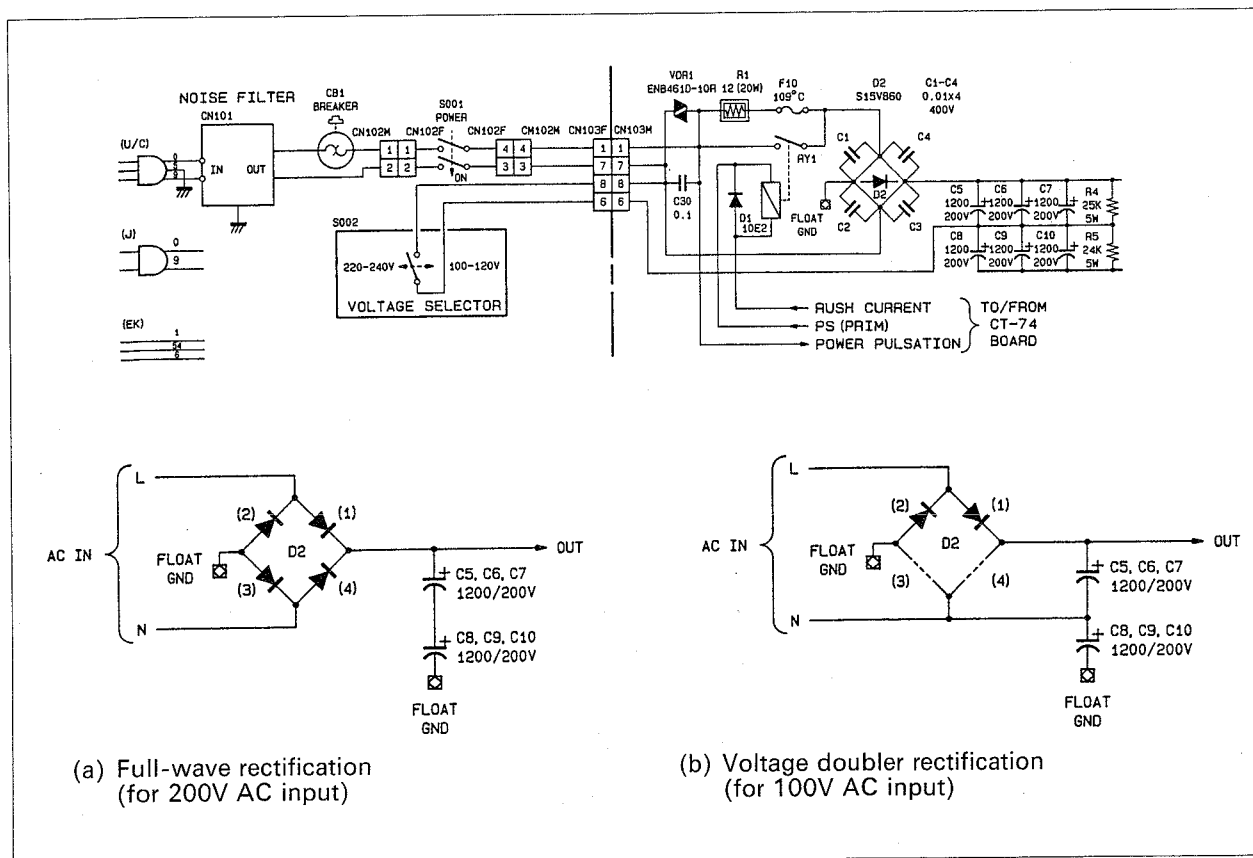 NOISE FILTER
CN101
IN
OUT
CB1
BREAKER
CN102M
CN102F
S001
POWER
ON
CN102F
CM102M
CN103F
CN103M
1 1
2 2
4 4
3 3
1 1
7 7
8 8
6 6
(U/C)
(J)
0
9
(EK)
1
54
6
S002
220-240V
100-120V
VOLTAGE SELECTOR
VDR1
ENB461D-10R
R1
12 (20W)
F10
109°C
D2
S15VB60
C1-C4
0.01x4
400V
RY1
C30
0.1
D1
10E2
FLOAT
GND
C1
C4
D2
C2
C3
C5
1200
200V
C6
1200
200V
C7
1200
200V
R4
25K
5W
C8
1200
200V
C9
1200
200V
C10
1200
200V
R5
24K
5W
RUSH CURRENT
PS (PRIM)
POWER PULSATION
TO/FROM
CT-74
BOARD
AC IN
L
N
(2)
(1)
(3)
(4)
D2
FLOAT
GND
OUT
C5, C6, C7
1200/200V
C8, C9, C10
1200/200V
FLOAT
GND
(a) Full-wave rectification
(for 200V AC input)
AC IN
L
N
(2)
(1)
(3)
(4)
D2
FLOAT
GND
OUT
C5, C6, C7
1200/200V
C8, C9, C10
1200/200V
FLOAT
GND
(b) Voltage doubler rectification
(for 100V AC input)